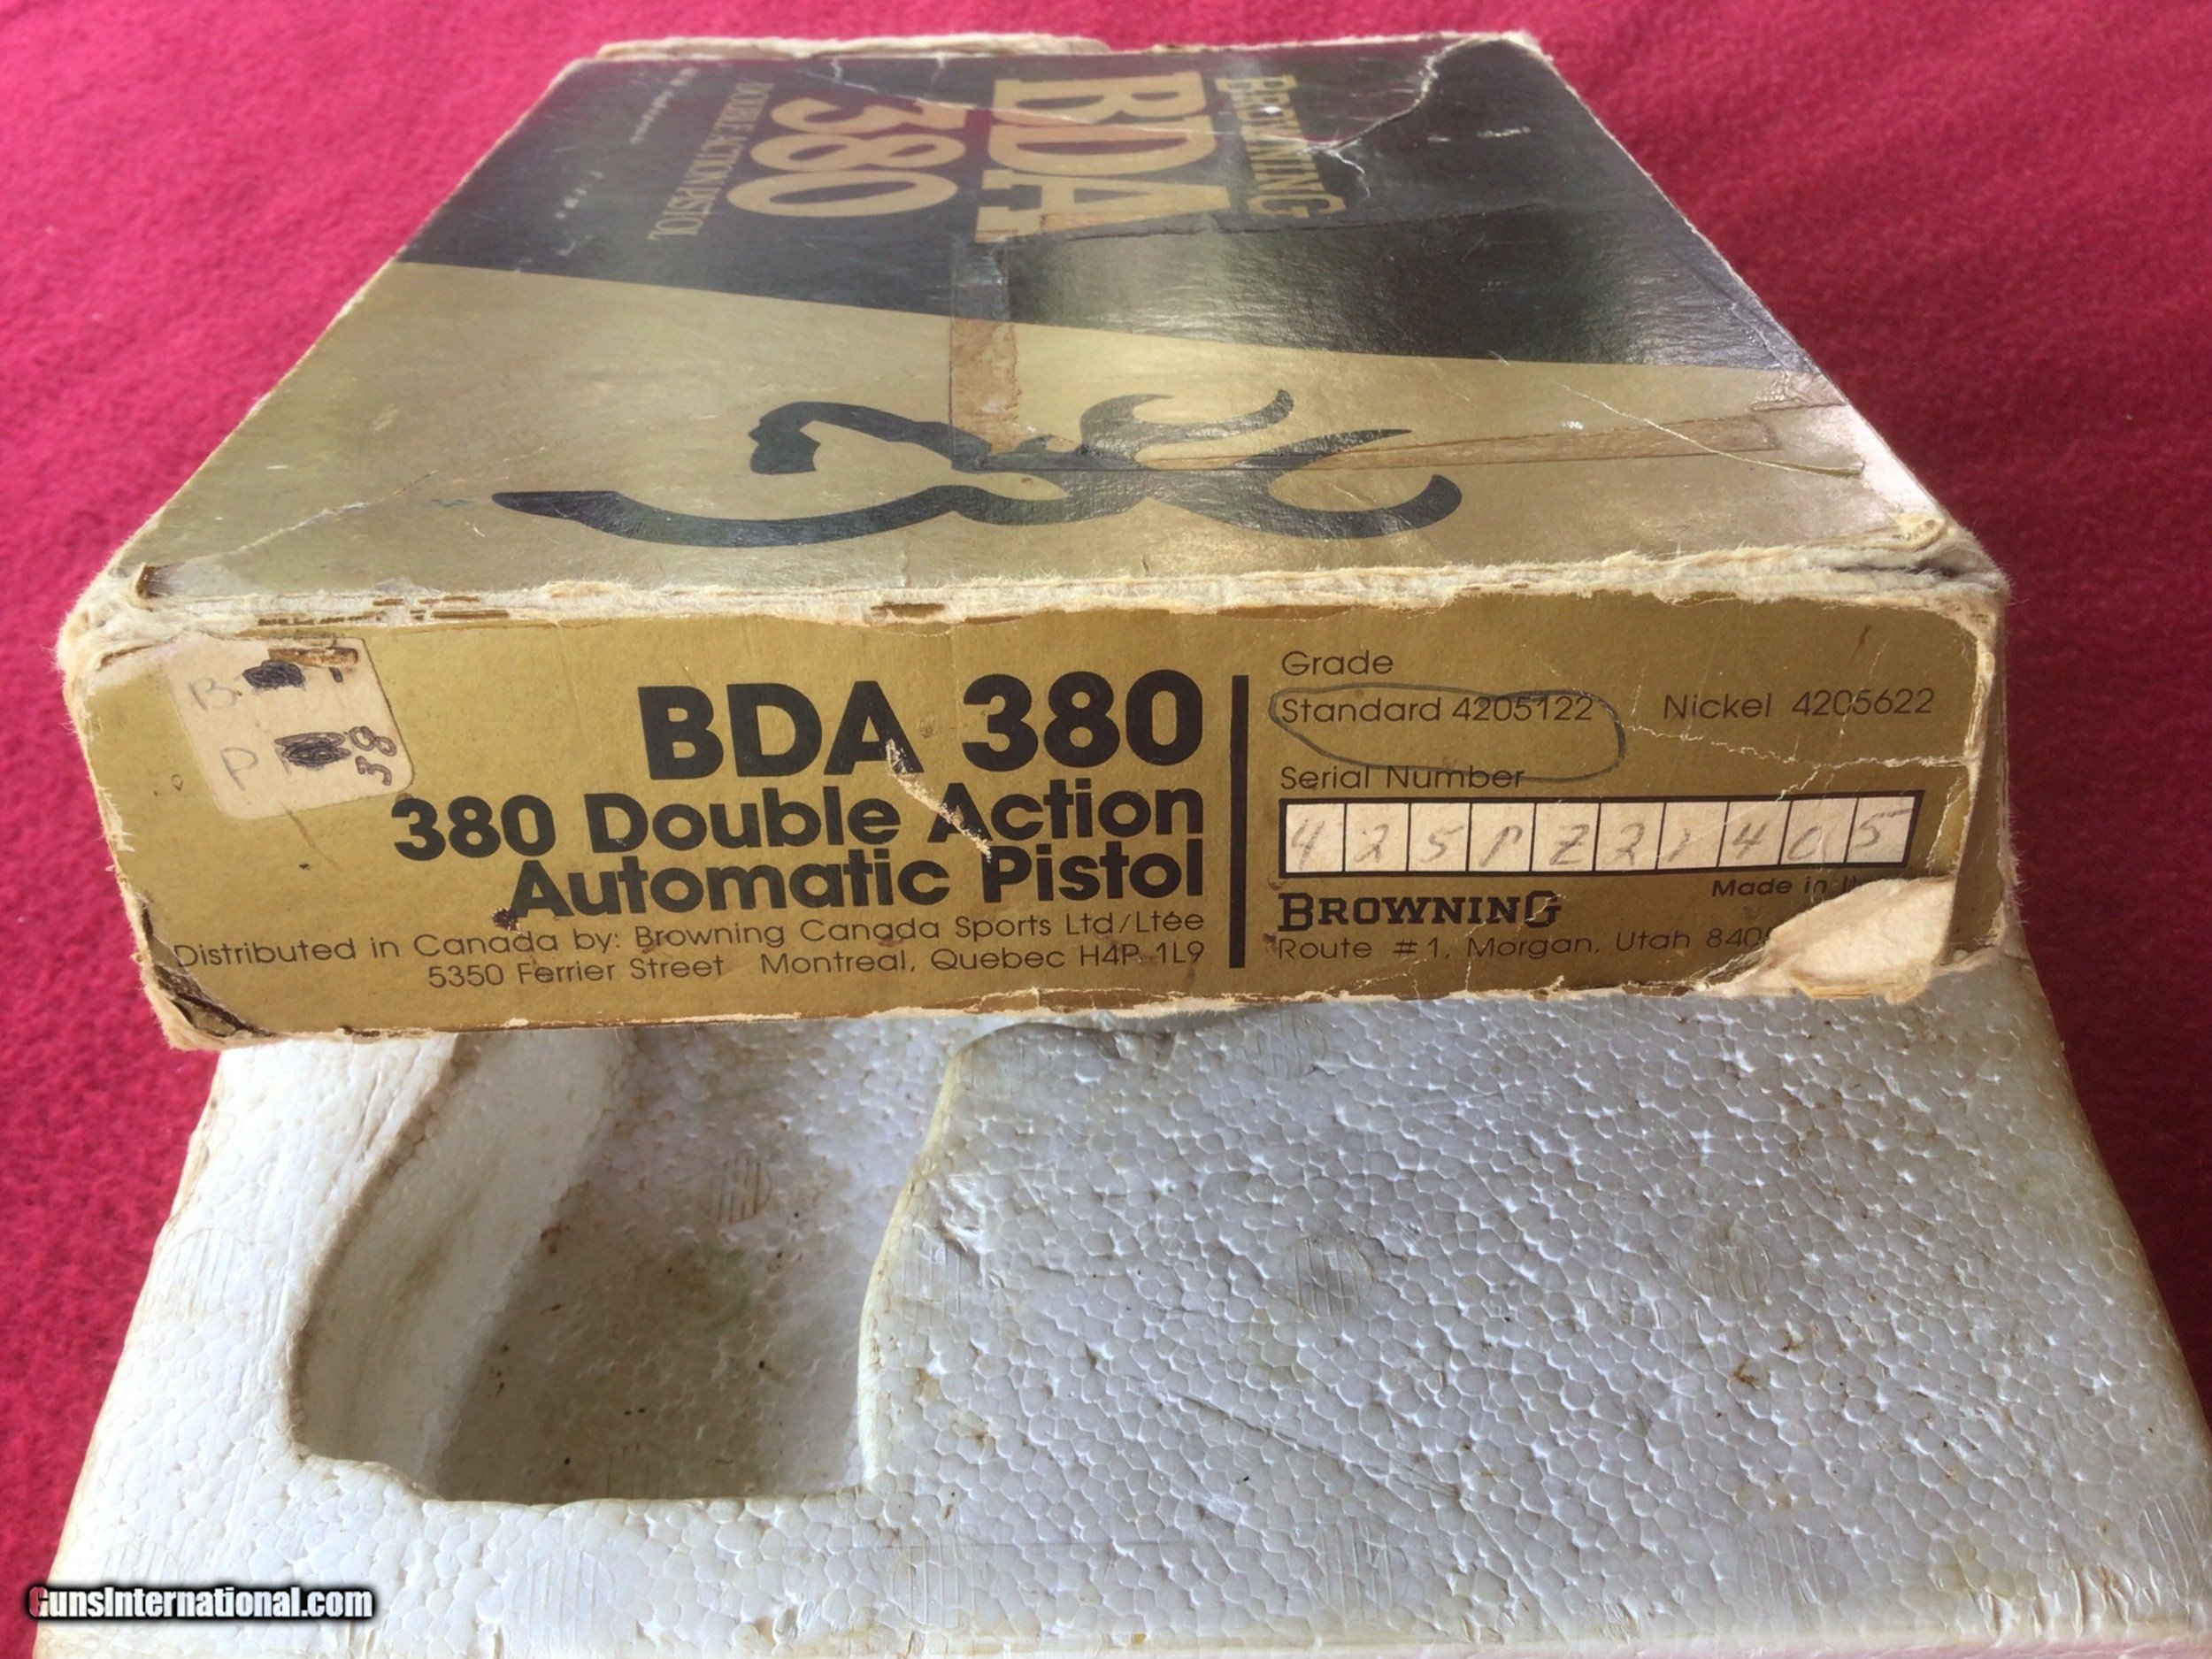 BROWNING
BDA
380
DOUBLE ACTION PISTOL
BDA 380
380 Double Action
Automatic Pistol
Distributed in Canada by: Browning Canada Sports Ltd/Ltée
5350 Ferrier Street Montreal, Quebec H4P 1L9
38
Grade
Standard 4205122 Nickel 4205622
Serial Number
425PZ21405
Made in
BROWNING
Route #1, Morgan, Utah
GunsInternational.com